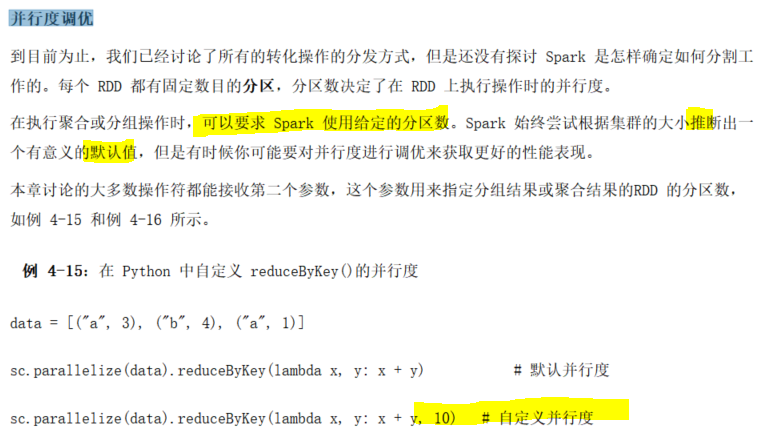 并行度调优
到目前为止，我们已经讨论了所有的转化操作的分发方式，但是还没有探讨 Spark 是怎样确定如何分割工
作的。每个 RDD 都有固定数目的分区，分区数决定了在 RDD 上执行操作时的并行度。
在执行聚合或分组操作时，可以要求 Spark 使用给定的分区数。Spark 始终尝试根据集群的大小推断出一
个有意义的默认值，但是有时候你可能要对并行度进行调优来获取更好的性能表现。
本章讨论的大多数操作符都能接收第二个参数，这个参数用来指定分组结果或聚合结果的RDD 的分区数，
如例 4-15 和例 4-16 所示。
例 4-15：在 Python 中自定义 reduceByKey()的并行度
data = [("a", 3), ("b", 4), ("a", 1)]
sc.parallelize(data).reduceByKey(lambda x, y: x + y) # 默认并行度
sc.parallelize(data).reduceByKey(lambda x, y: x + y, 10) # 自定义并行度